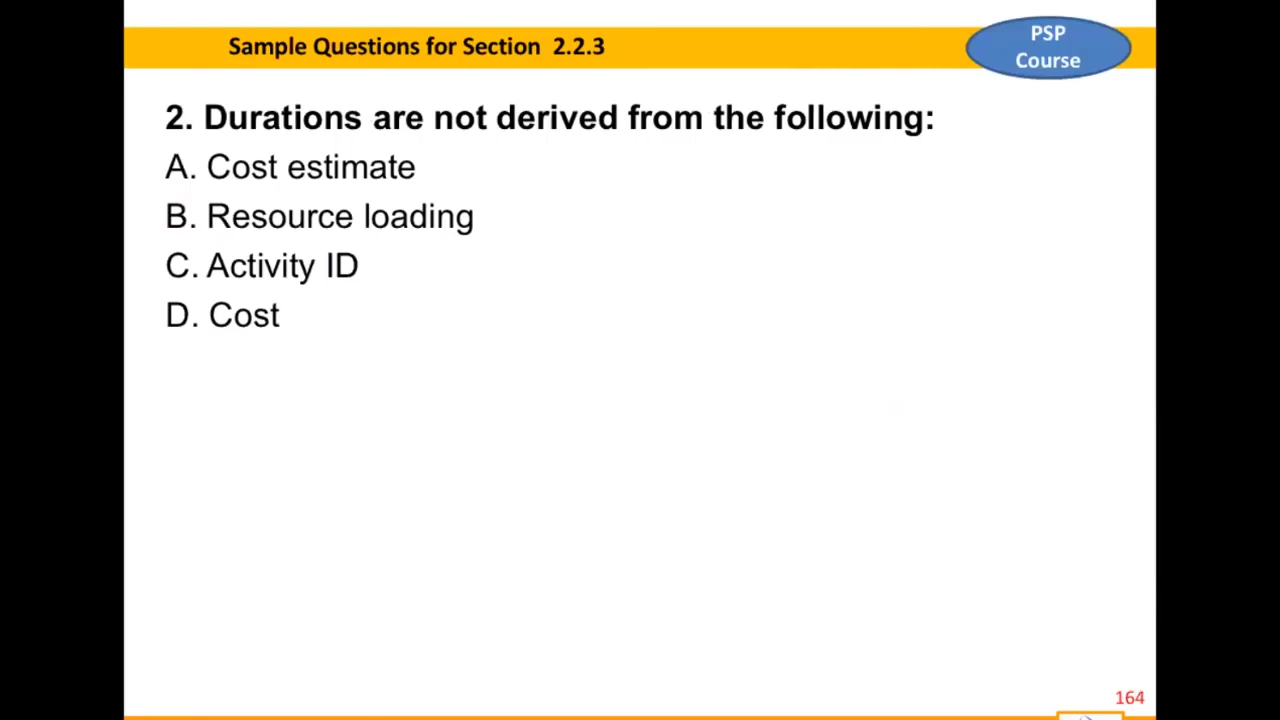 Sample Questions for Section 2.2.3
PSP
Course
2. Durations are not derived from the following:
A. Cost estimate
B. Resource loading
C. Activity ID
D. Cost
164